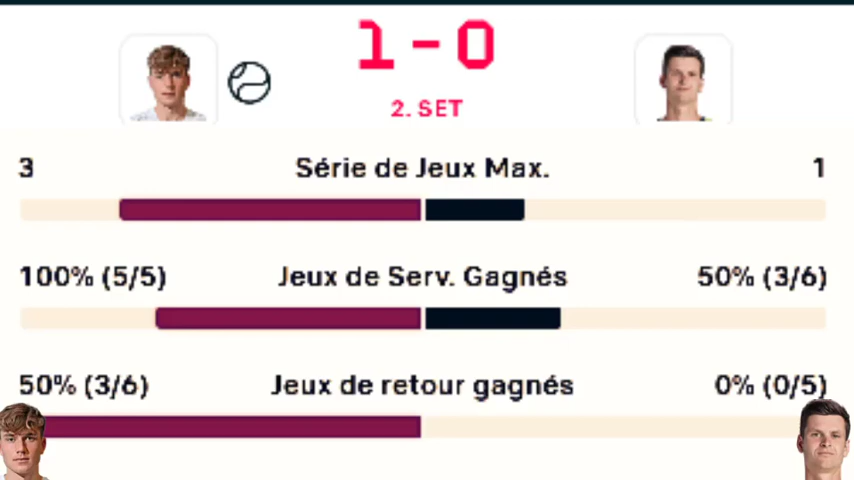 1 - 0
2. SET
3 Série de Jeux Max. 1
100% (5/5) Jeux de Serv. Gagnés 50% (3/6)
50% (3/6) Jeux de retour gagnés 0% (0/5)